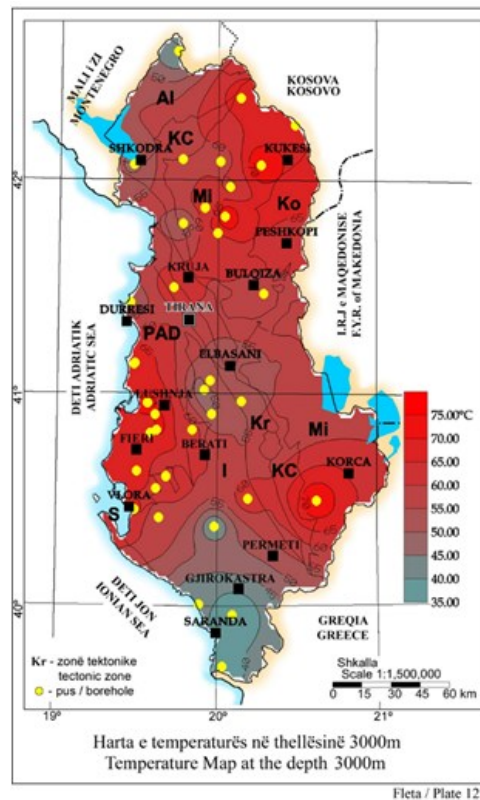 MALI i ZI
MONTENEGRO
KOSOVA
KOSOVO
Al
KC
SHKODRA
KUKESI
42°
Mi
Ko
PESHKOPI
KRUJA
BULQIZA
I.R.J e MAQEDONISE
F.Y.R. of MAKEDONIA
DURRESI
TIRANA
PAD
DETI ADRIATIK
ADRIATIC SEA
ELBASANI
41°
41°
LUSHNJA
Kr
Mi
FIERI
BERATI
I
KC
KORCA
VLORA
S
PERMETI
DETI JON
IONIAN SEA
GJIROKASTRA
40°
40°
SARANDA
GREQIA
GREECE
75.00°C
70.00
65.00
60.00
55.00
50.00
45.00
40.00
35.00
Kr - zonë tektonike
tectonic zone
- pus / borehole
Shkalla
Scale 1:1,500,000
0 15 30 45 60 km
19° 20° 21°
Harta e temperaturës në thellësinë 3000m
Temperature Map at the depth 3000m
Fleta / Plate 12